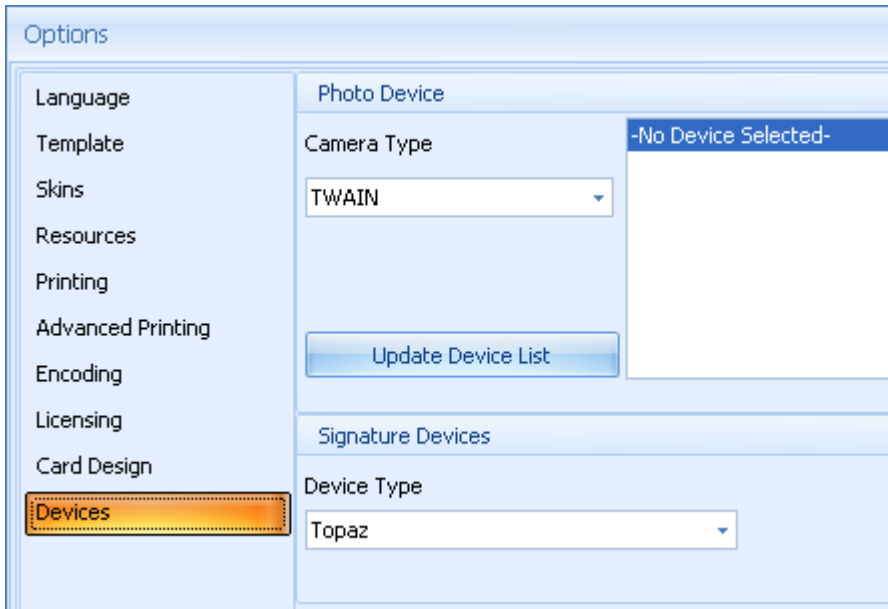 Options
Language
Template
Skins
Resources
Printing
Advanced Printing
Encoding
Licensing
Card Design
Devices
Photo Device
Camera Type
TWAIN
Update Device List
-No Device Selected-
Signature Devices
Device Type
Topaz